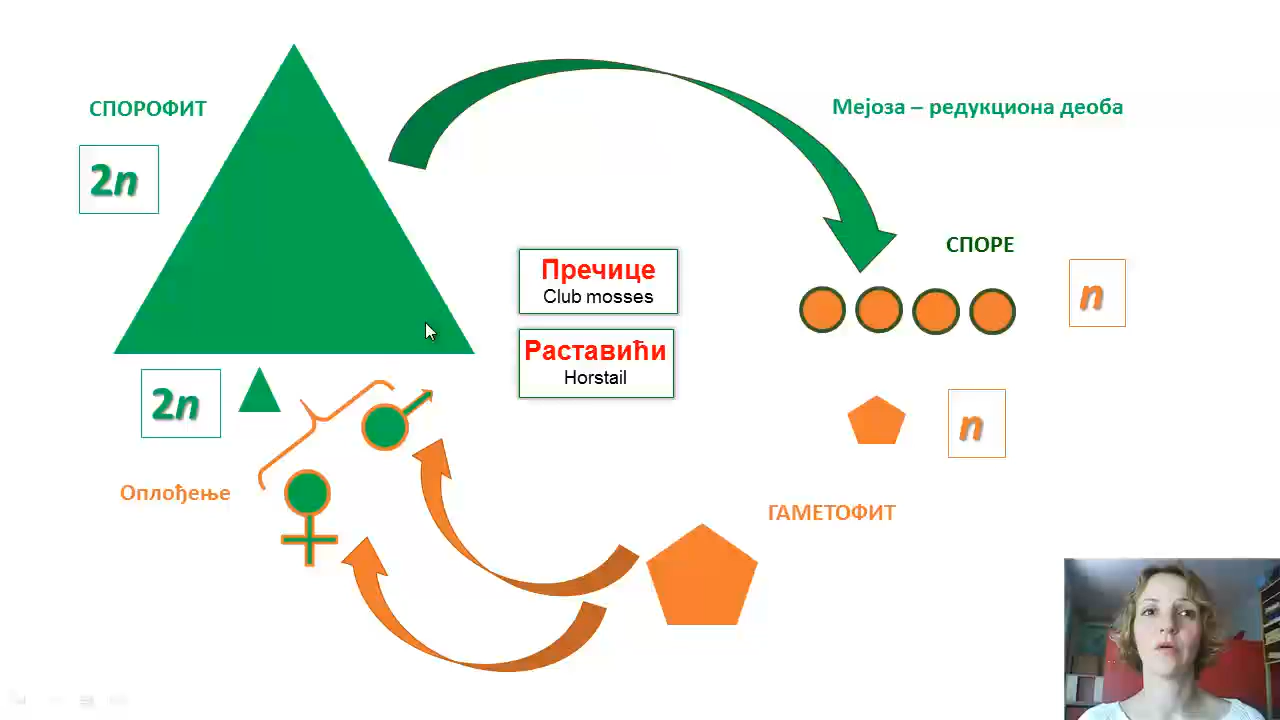 СПОРОФИТ
2n
Мејоза – редукциона деоба
СПОРЕ
n
Пречице
Club mosses
Раставићи
Horstail
2n
n
Оплођење
ГАМЕТОФИТ